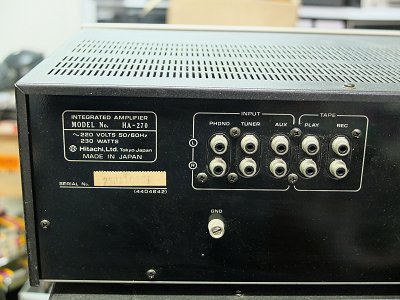 INTEGRATED AMPLIFIER
MODEL No. HA-270
~220 VOLTS 50/60Hz
230 WATTS
Hitachi, Ltd. Tokyo Japan
MADE IN JAPAN
SERIAL No.
(4404842)
INPUT
TAPE
PHONO TUNER AUX PLAY REC
L
R
GND